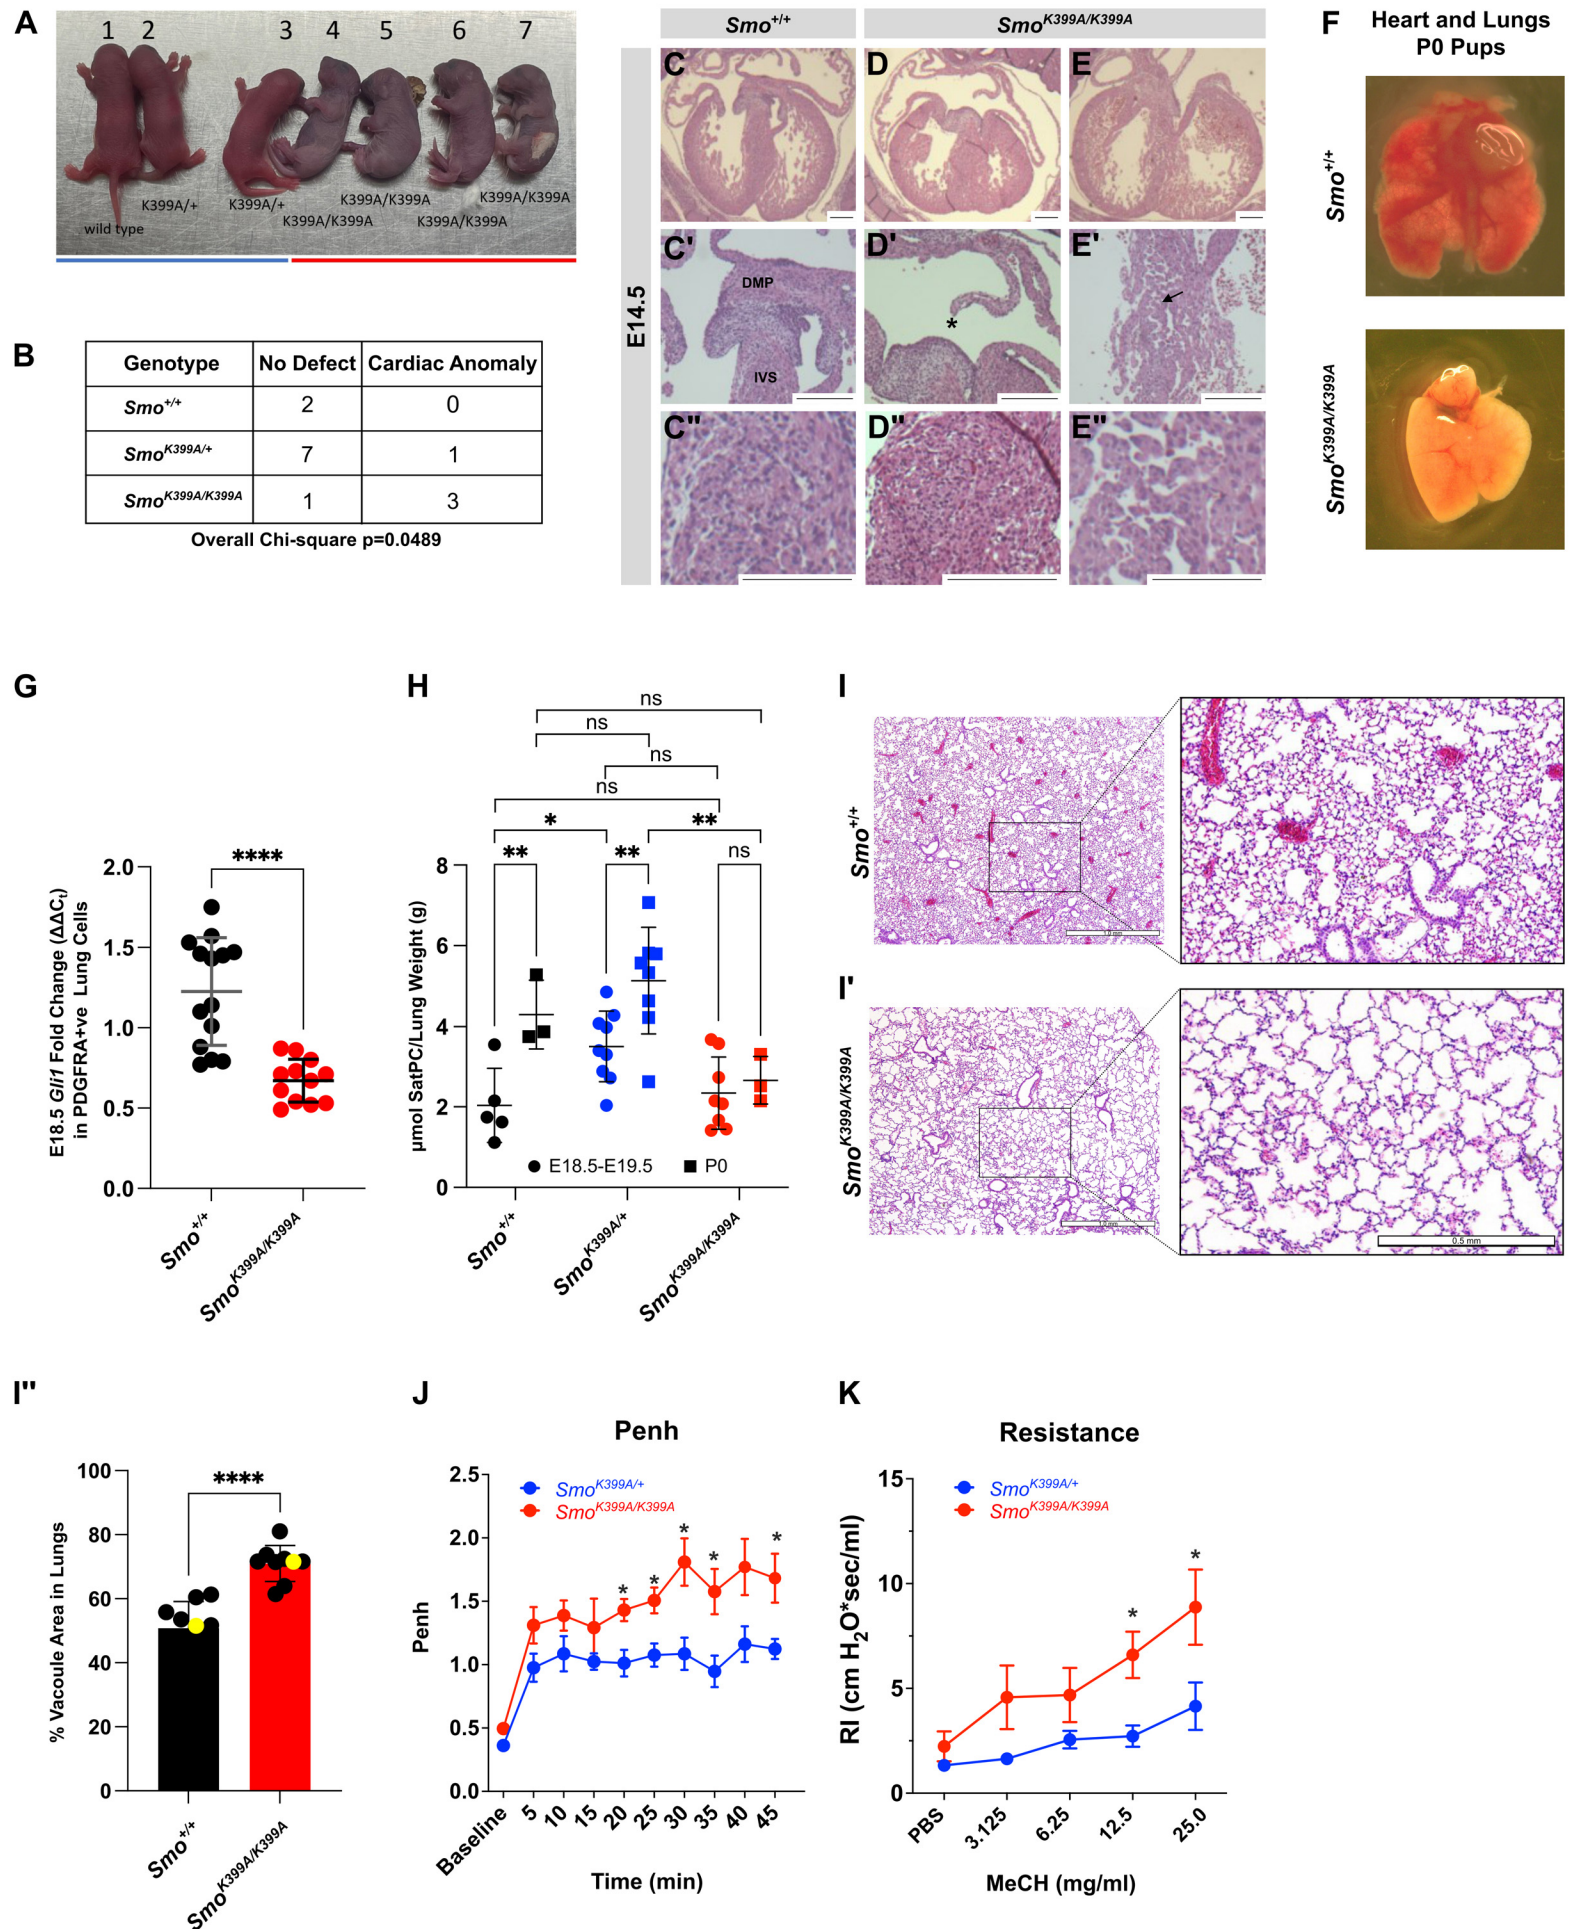 A
1 2 3 4 5 6 7
wild type
K399A/+
K399A/+
K399A/K399A
K399A/K399A
K399A/K399A
K399A/K399A
B
Genotype No Defect Cardiac Anomaly
Smo+/+ 2 0
SmoK399A/+ 7 1
SmoK399A/K399A 1 3
Overall Chi-square p=0.0489
Smo+/+ SmoK399A/K399A
E14.5
C D E
C' D' E'
DMP
IVS
*
C" D" E"
F
Heart and Lungs
P0 Pups
Smo+/+
SmoK399A/K399A
G
E18.5 Gli1 Fold Change (ΔΔCt)
in PDGFRA+ve Lung Cells
****
2.0
1.5
1.0
0.5
0.0
Smo+/+
SmoK399A/K399A
H
ns
ns
ns
ns
* **
** ** ns
µmol SatPC/Lung Weight (g)
8
6
4
2
0
E18.5-E19.5 P0
Smo+/+
SmoK399A/+
SmoK399A/K399A
I
Smo+/+
1.0 mm
I'
SmoK399A/K399A
1.0 mm
0.5 mm
I"
% Vacoule Area in Lungs
****
100
80
60
40
20
0
Smo+/+
SmoK399A/K399A
J
Penh
SmoK399A/+
SmoK399A/K399A
Penh
2.5
2.0
1.5
1.0
0.5
0.0
* * * * *
Baseline 5 10 15 20 25 30 35 40 45
Time (min)
K
Resistance
SmoK399A/+
SmoK399A/K399A
RI (cm H2O*sec/ml)
15
10
5
0
* *
PBS 3.125 6.25 12.5 25.0
MeCH (mg/ml)